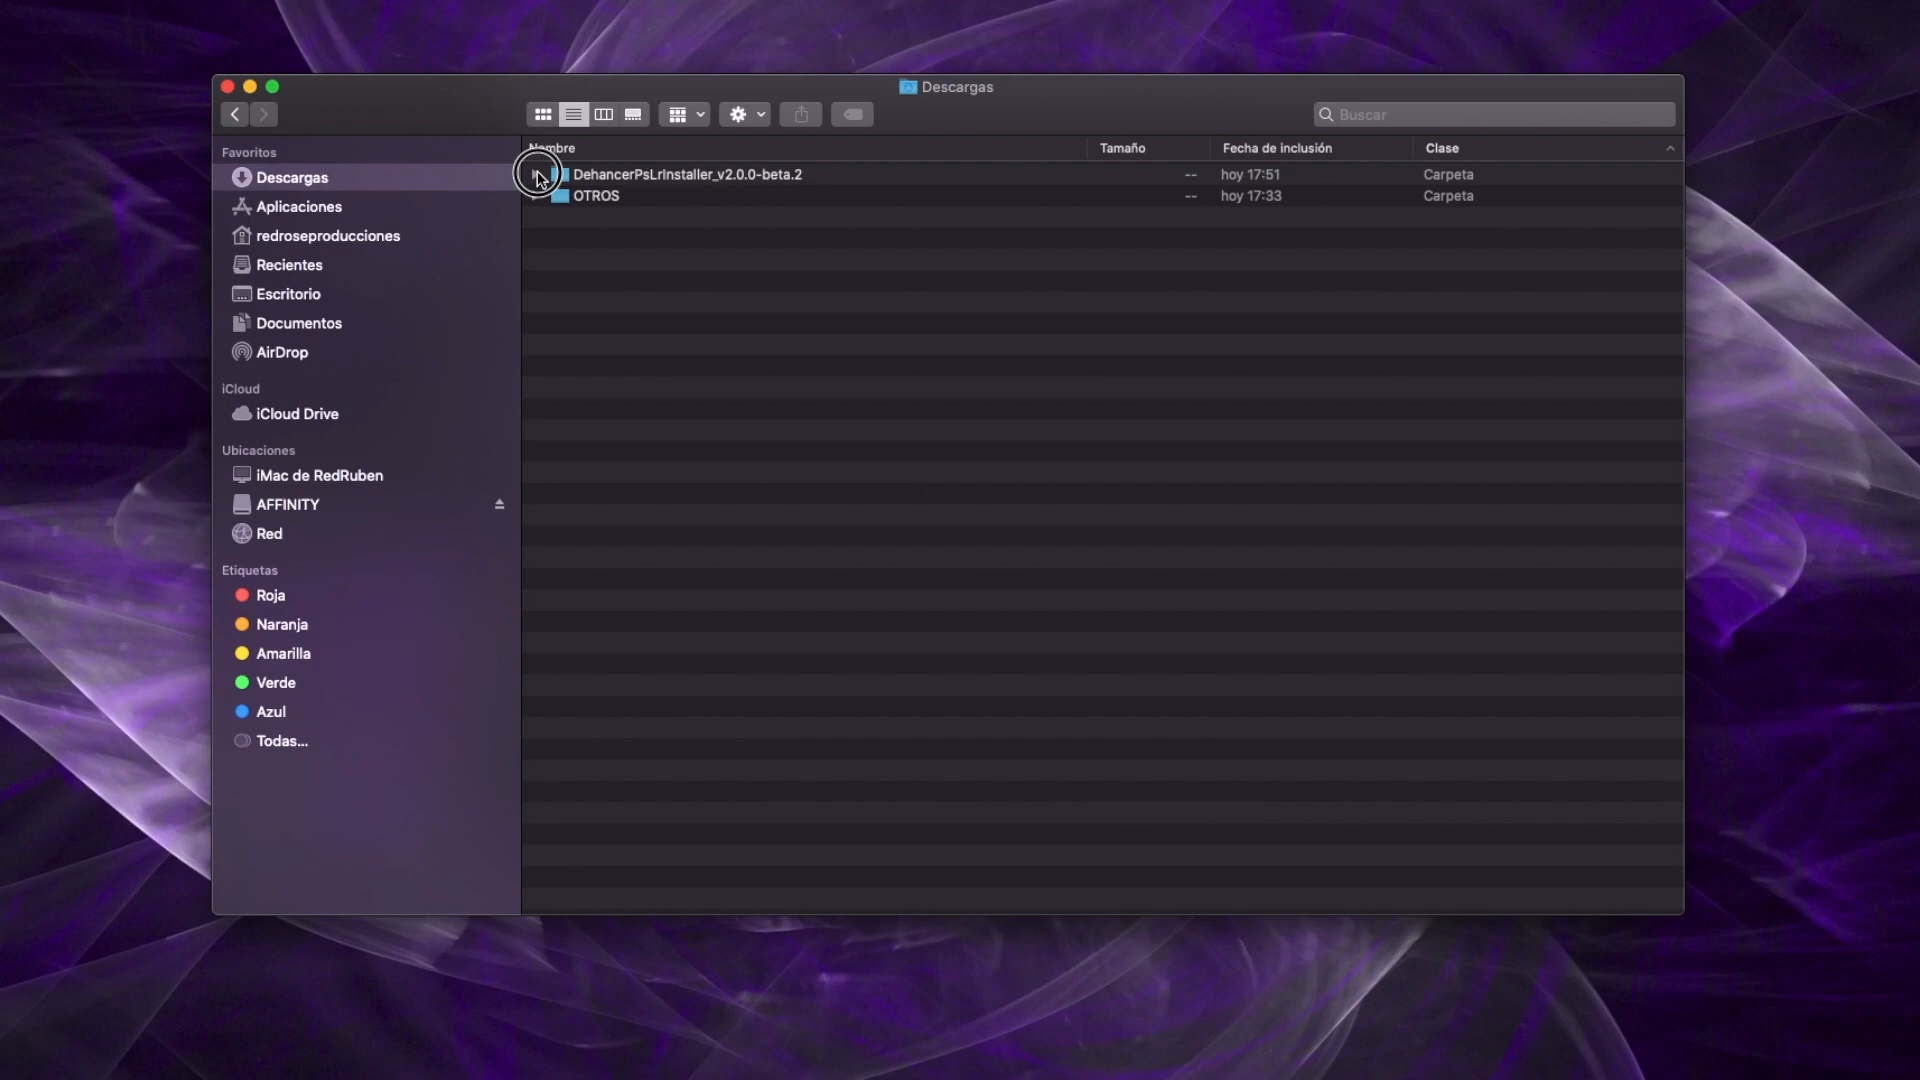 Descargas
Buscar
Favoritos
Descargas
Aplicaciones
redroseproducciones
Recientes
Escritorio
Documentos
AirDrop
iCloud
iCloud Drive
Ubicaciones
iMac de RedRuben
AFFINITY
Red
Etiquetas
Roja
Naranja
Amarilla
Verde
Azul
Todas...
Nombre Tamaño Fecha de inclusión Clase
DehancerPsLrInstaller_v2.0.0-beta.2 -- hoy 17:51 Carpeta
OTROS -- hoy 17:33 Carpeta